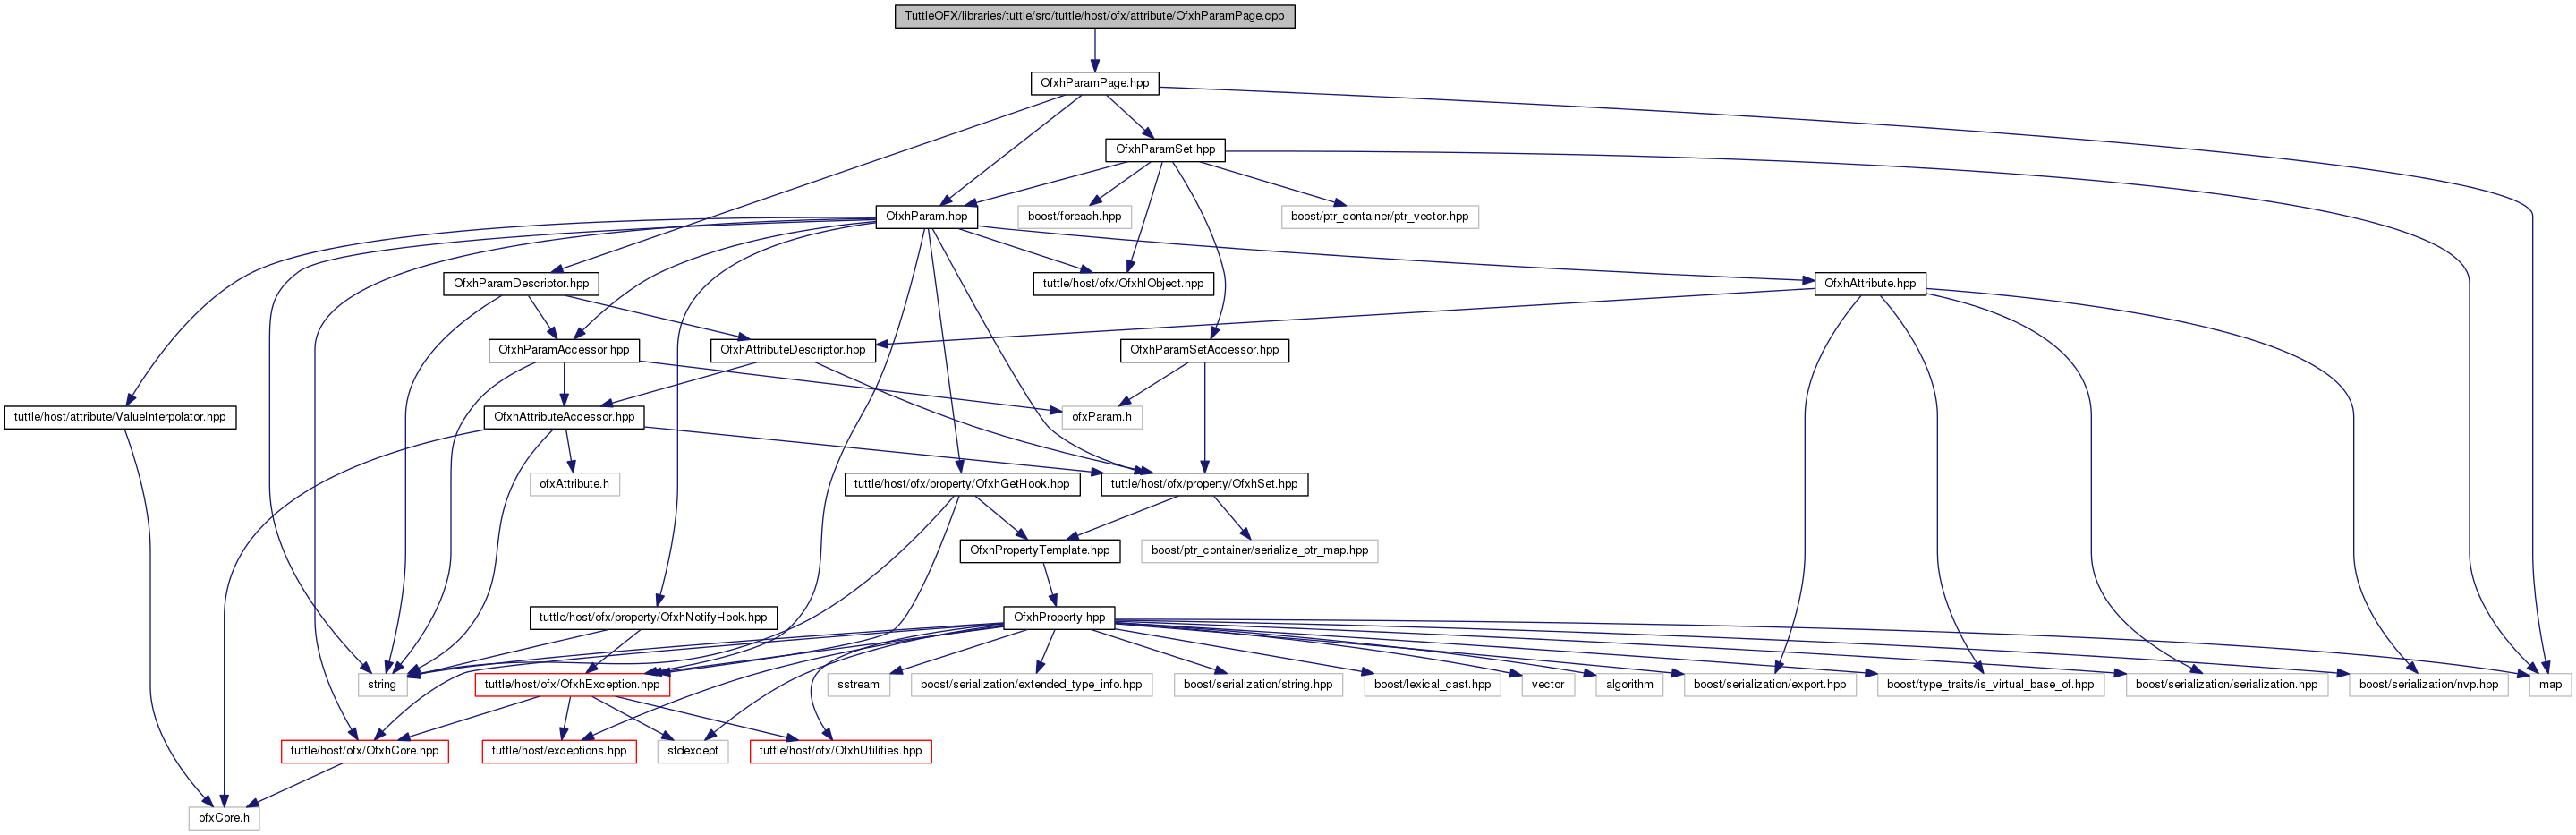 TuttleOFX/libraries/tuttle/src/tuttle/host/ofx/attribute/OfxhParamPage.cpp
OfxhParamPage.hpp
OfxhParamSet.hpp
OfxhParam.hpp
boost/foreach.hpp
boost/ptr_container/ptr_vector.hpp
OfxhParamDescriptor.hpp
tuttle/host/ofx/OfxhIObject.hpp
OfxhAttribute.hpp
OfxhParamAccessor.hpp
OfxhAttributeDescriptor.hpp
OfxhParamSetAccessor.hpp
tuttle/host/attribute/ValueInterpolator.hpp
OfxhAttributeAccessor.hpp
ofxParam.h
ofxAttribute.h
tuttle/host/ofx/property/OfxhGetHook.hpp
tuttle/host/ofx/property/OfxhSet.hpp
OfxhPropertyTemplate.hpp
boost/ptr_container/serialize_ptr_map.hpp
tuttle/host/ofx/property/OfxhNotifyHook.hpp
OfxhProperty.hpp
string
tuttle/host/ofx/OfxhException.hpp
sstream
boost/serialization/extended_type_info.hpp
boost/serialization/string.hpp
boost/lexical_cast.hpp
vector
algorithm
boost/serialization/export.hpp
boost/type_traits/is_virtual_base_of.hpp
boost/serialization/serialization.hpp
boost/serialization/nvp.hpp
map
tuttle/host/ofx/OfxhCore.hpp
tuttle/host/exceptions.hpp
stdexcept
tuttle/host/ofx/OfxhUtilities.hpp
ofxCore.h